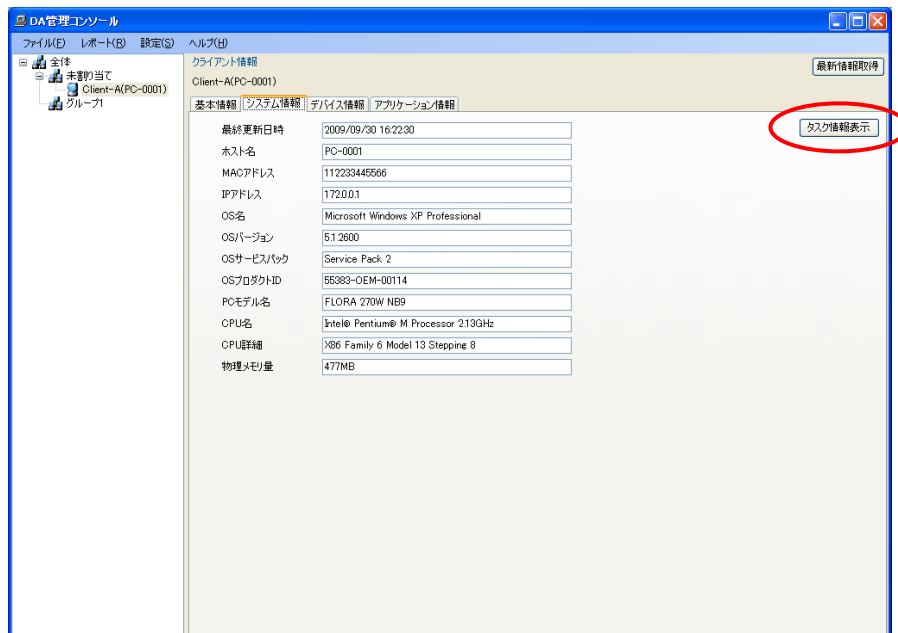 DA管理コンソール
ファイル(F) レポート(R) 設定(S) ヘルプ(H)
全体
未割り当て
Client-A(PC-0001)
グループ1
クライアント情報
最新情報取得
Client-A(PC-0001)
基本情報 システム情報 デバイス情報 アプリケーション情報
タスク情報表示
最終更新日時 2009/09/30 16:22:30
ホスト名 PC-0001
MACアドレス 112233445566
IPアドレス 172.0.0.1
OS名 Microsoft Windows XP Professional
OSバージョン 5.1.2600
OSサービスパック Service Pack 2
OSプロダクトID 55383-OEM-00114
PCモデル名 FLORA 270W NB9
CPU名 Intel® Pentium® M Processor 2.13GHz
CPU詳細 X86 Family 6 Model 13 Stepping 8
物理メモリ量 477MB